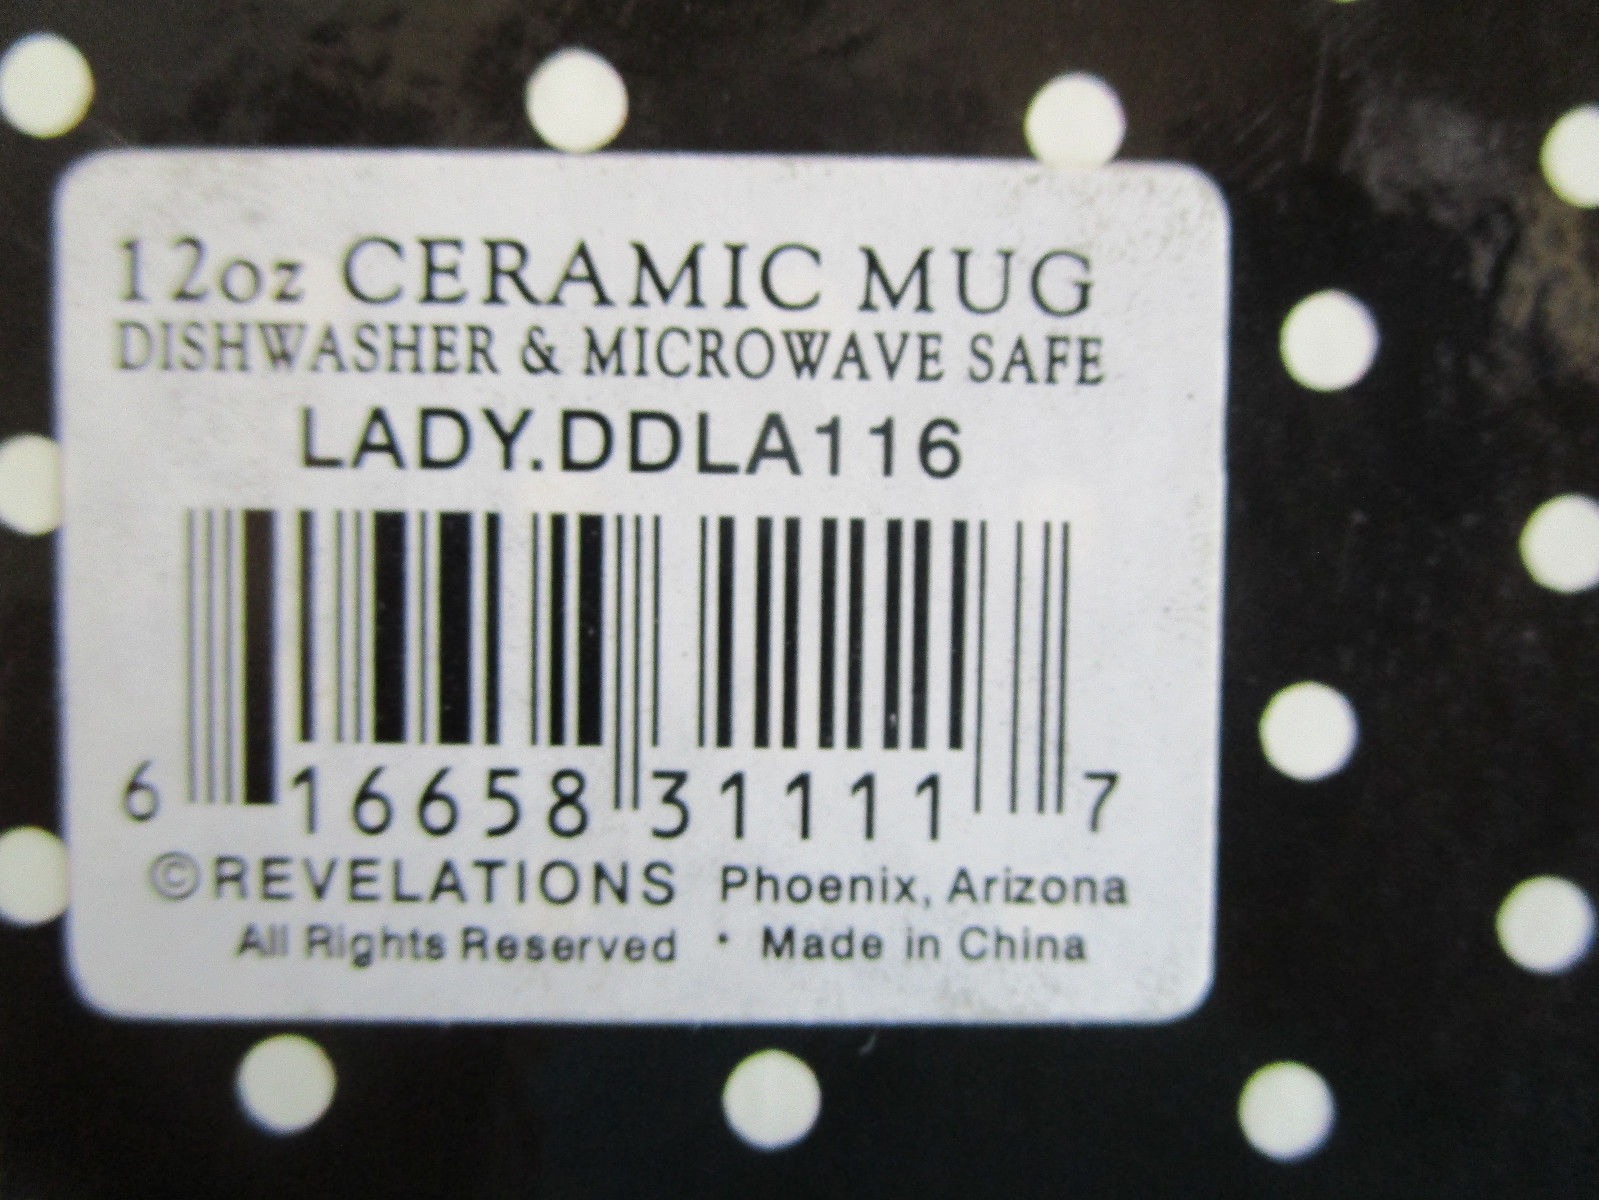 12oz CERAMIC MUG
DISHWASHER & MICROWAVE SAFE
LADY.DDLA116
6 16658 31111 7
©REVELATIONS Phoenix, Arizona
All Rights Reserved • Made in China